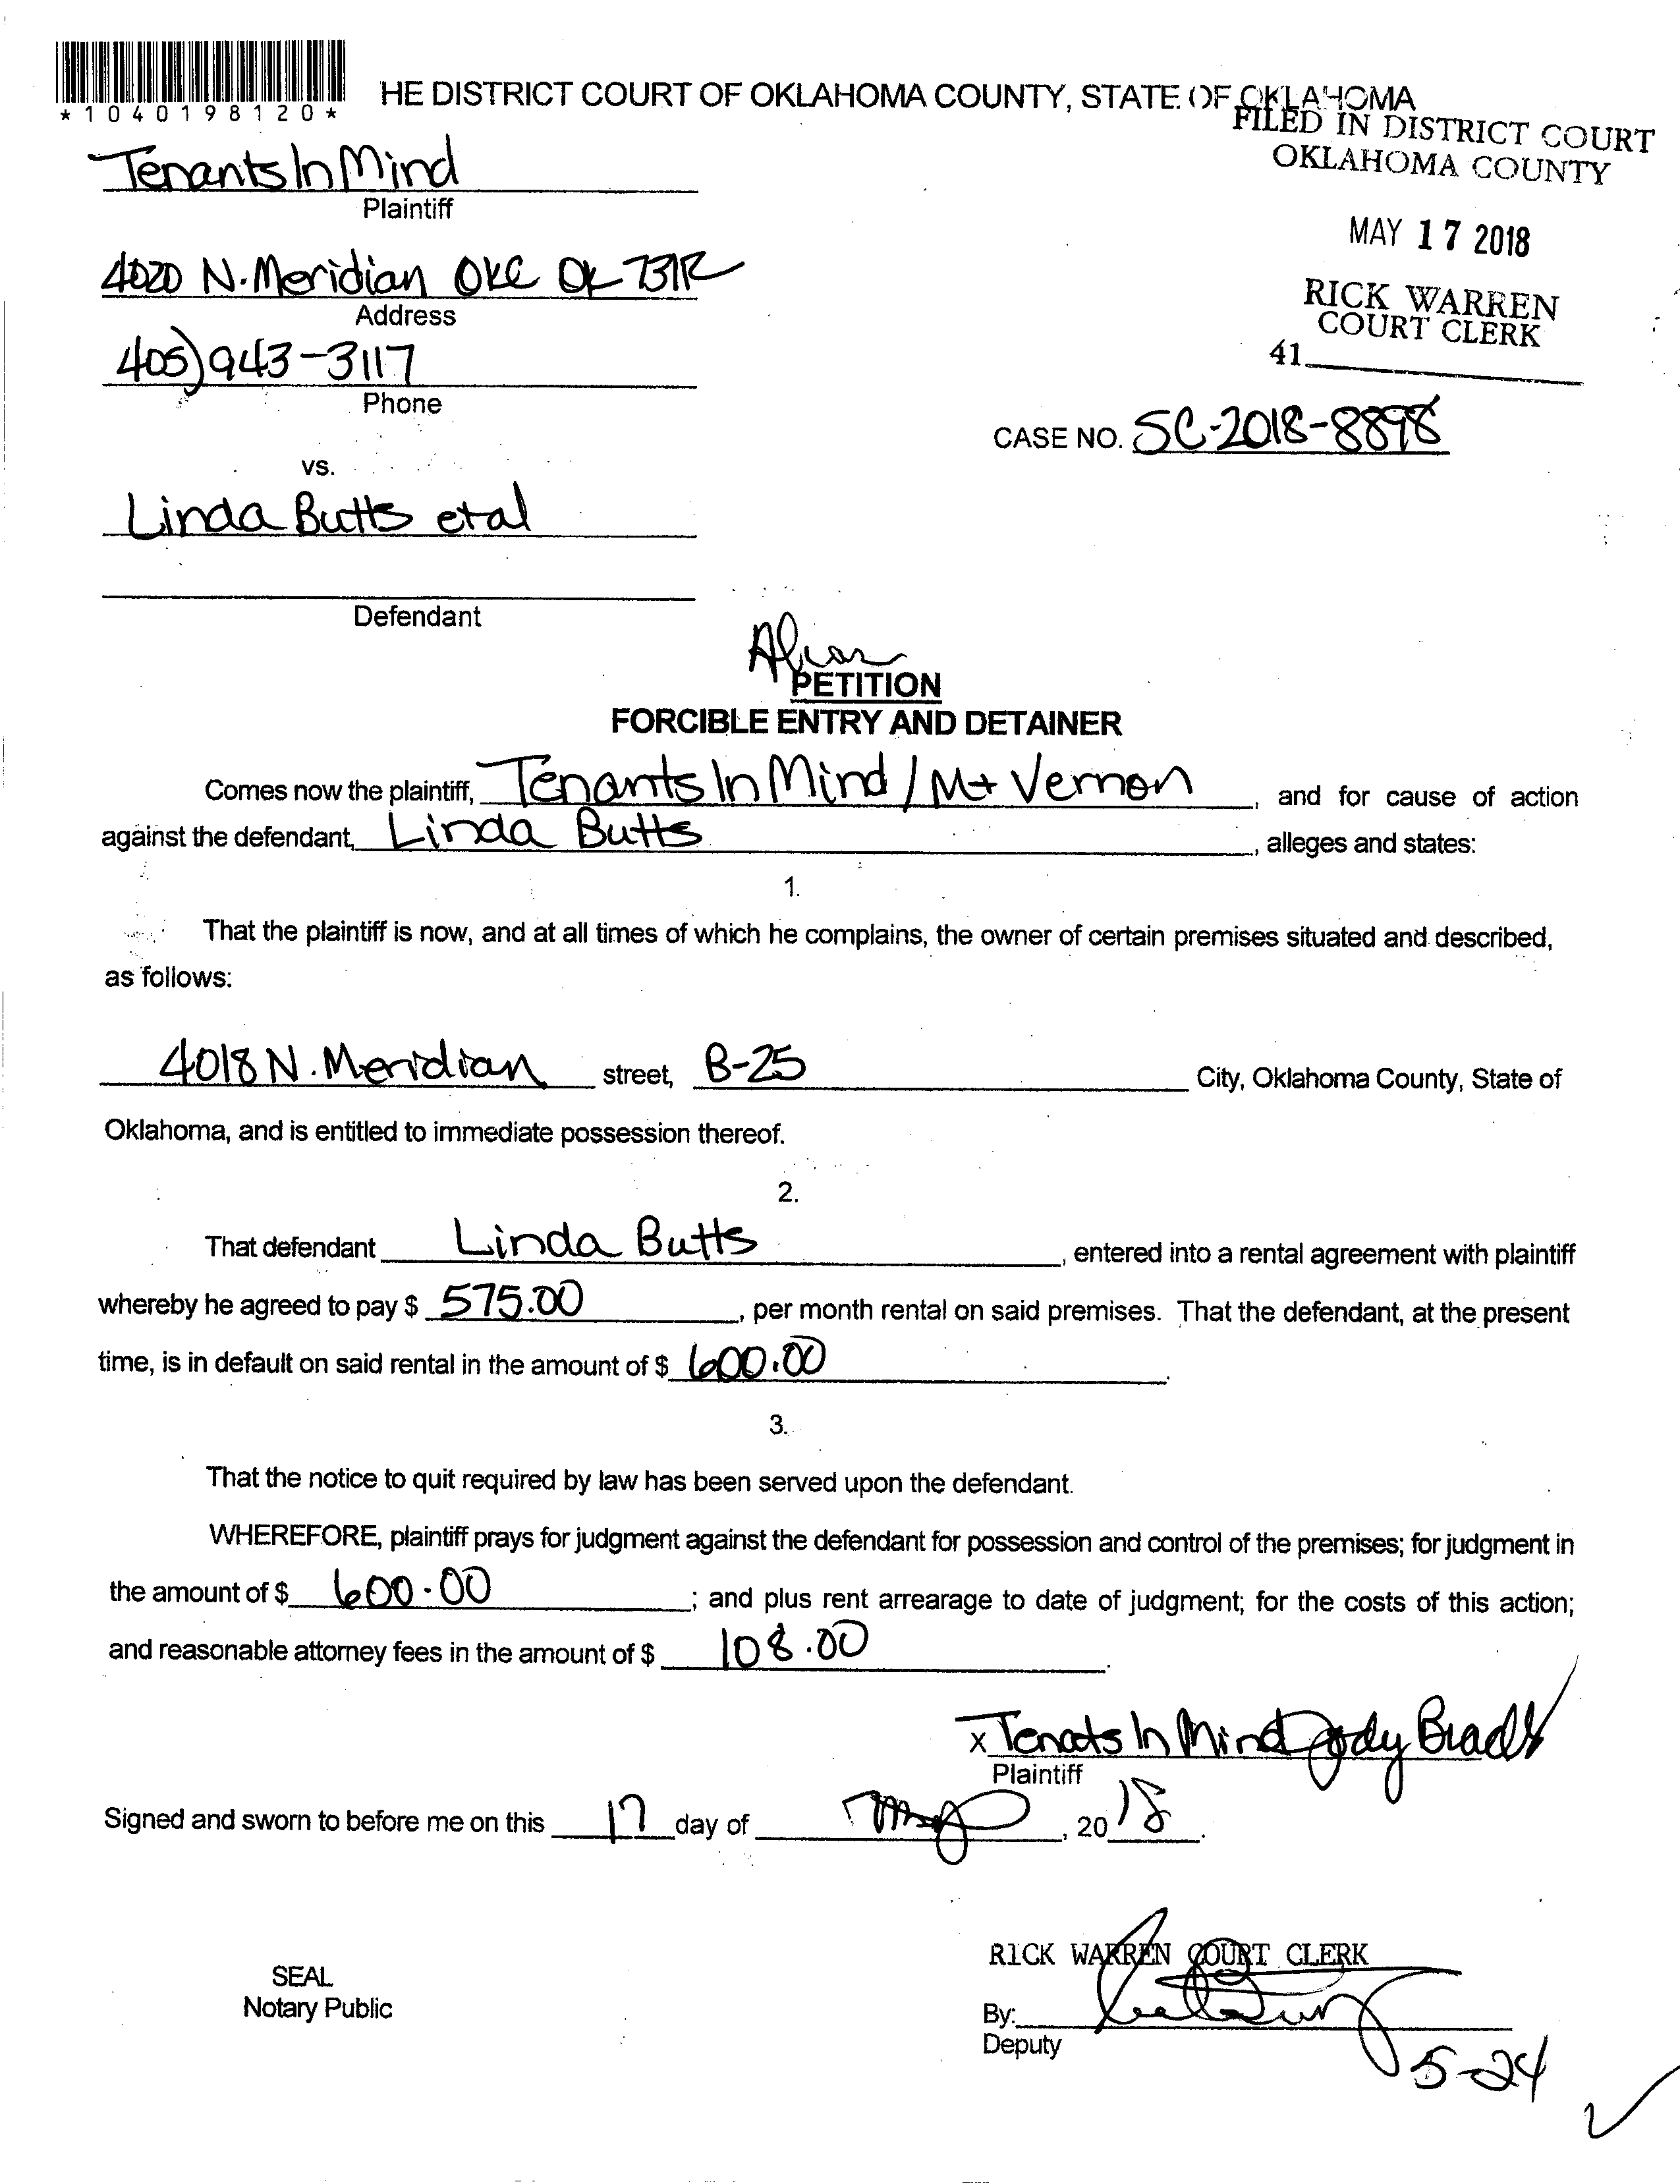 *1040198120*
HE DISTRICT COURT OF OKLAHOMA COUNTY, STATE OF OKLAHOMA
FILED IN DISTRICT COURT
OKLAHOMA COUNTY
MAY 17 2018
RICK WARREN
COURT CLERK
41
Tenants In Mind
Plaintiff
4020 N. Meridian OKC OK 73112
Address
405) 943-3117
Phone
CASE NO. SC-2018-8898
vs.
Linda Butts etal
Defendant
Alias
PETITION
FORCIBLE ENTRY AND DETAINER
Comes now the plaintiff, Tenants In Mind / Mt Vernon, and for cause of action
against the defendant, Linda Butts, alleges and states:
1.
That the plaintiff is now, and at all times of which he complains, the owner of certain premises situated and described,
as follows:
4018 N. Meridian street, B-25 City, Oklahoma County, State of
Oklahoma, and is entitled to immediate possession thereof.
2.
That defendant Linda Butts, entered into a rental agreement with plaintiff
whereby he agreed to pay $ 575.00, per month rental on said premises. That the defendant, at the present
time, is in default on said rental in the amount of $ 600.00.
3.
That the notice to quit required by law has been served upon the defendant.
WHEREFORE, plaintiff prays for judgment against the defendant for possession and control of the premises; for judgment in
the amount of $ 600.00; and plus rent arrearage to date of judgment; for the costs of this action;
and reasonable attorney fees in the amount of $ 108.00.
x Tenats In Mind Jody
Plaintiff
Signed and sworn to before me on this 17 day of May, 2018.
RICK WARREN COURT CLERK
SEAL
Notary Public
By:
Deputy
5-24